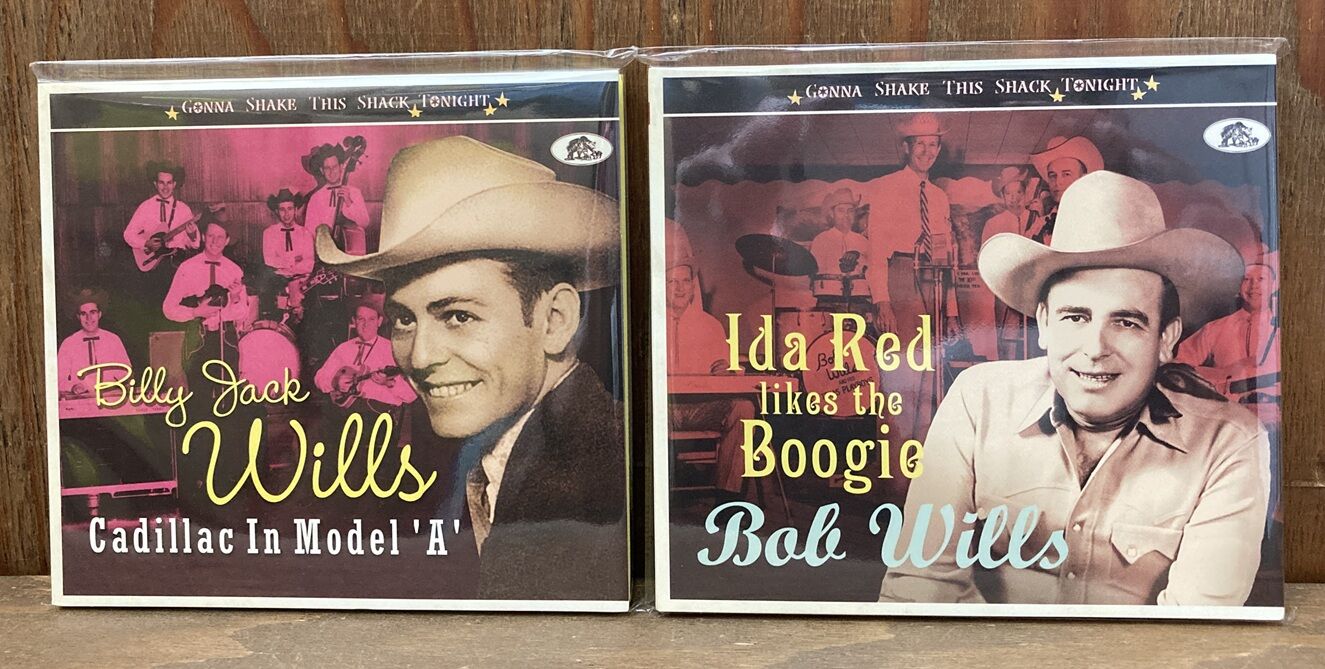 GONNA SHAKE THIS SHACK TONIGHT
Billy Jack
Wills
Cadillac In Model 'A'
GONNA SHAKE THIS SHACK TONIGHT
Ida Red
likes the
Boogie
Bob Wills